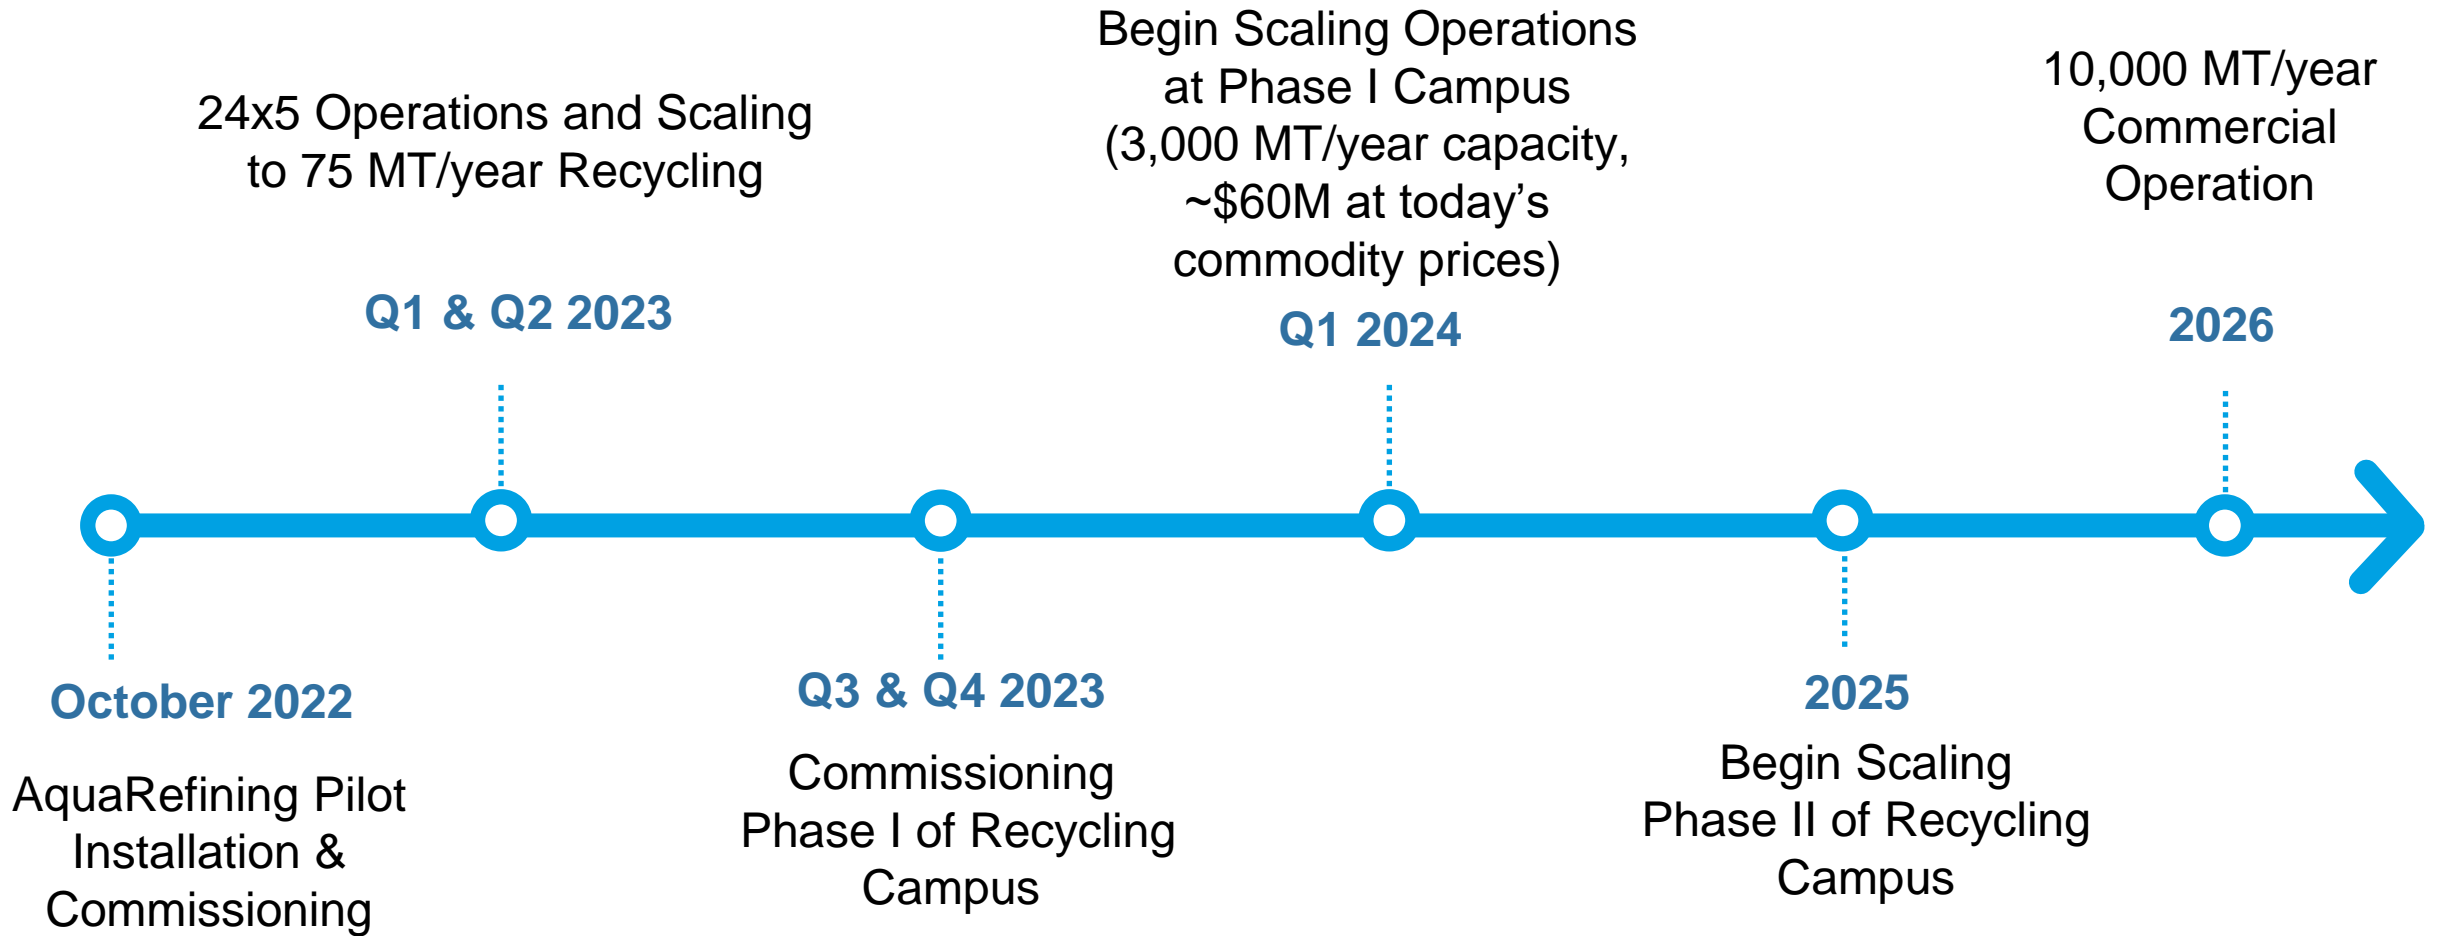 24x5 Operations and Scaling
to 75 MT/year Recycling
Q1 & Q2 2023
Begin Scaling Operations
at Phase I Campus
(3,000 MT/year capacity,
~$60M at today’s
commodity prices)
Q1 2024
10,000 MT/year
Commercial
Operation
2026
October 2022
AquaRefining Pilot
Installation &
Commissioning
Q3 & Q4 2023
Commissioning
Phase I of Recycling
Campus
2025
Begin Scaling
Phase II of Recycling
Campus